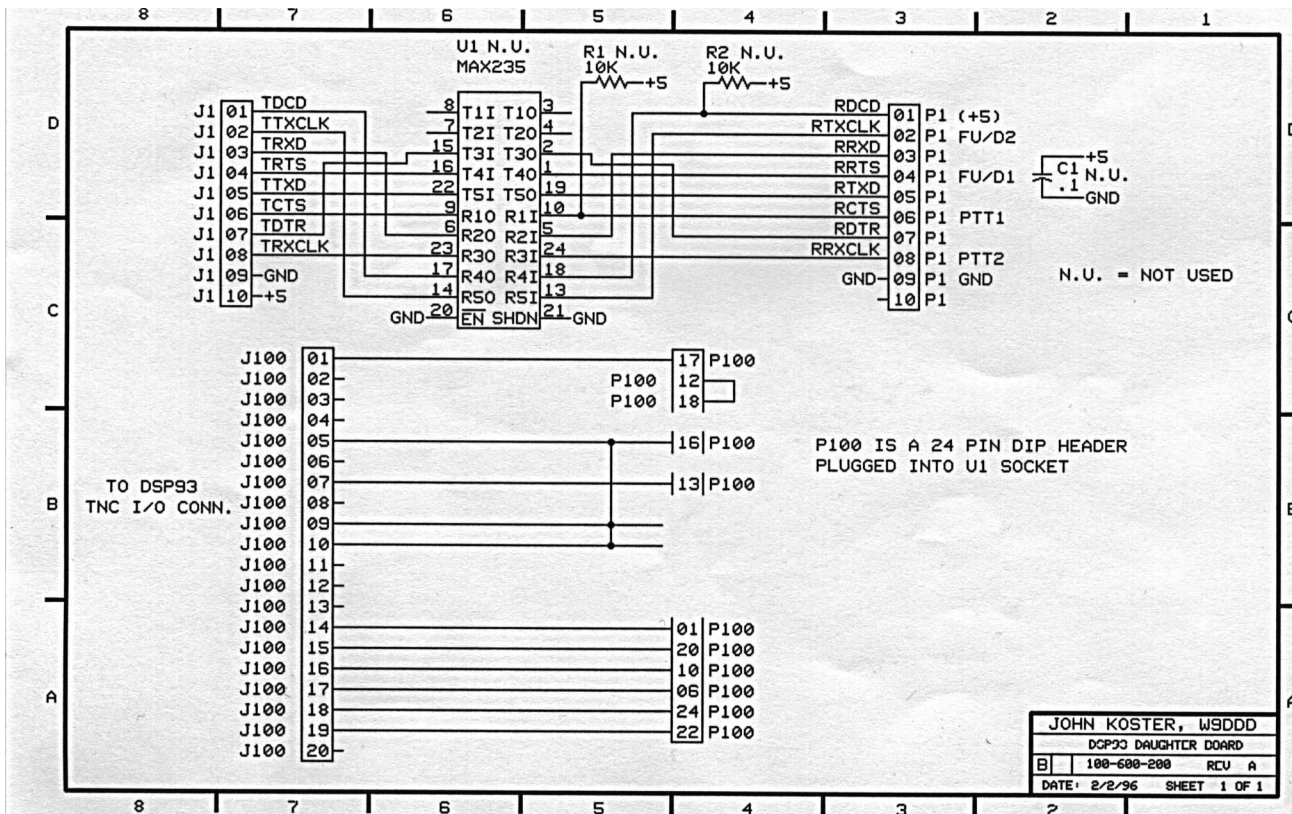 8 7 6 5 4 3 2 1
U1 N.U.
MAX235
R1 N.U.
10K
+5
R2 N.U.
10K
+5
D
J1 01 TDCD
J1 02 TTXCLK
J1 03 TRXD
J1 04 TRTS
J1 05 TTXD
J1 06 TCTS
J1 07 TDTR
J1 08 TRXCLK
J1 09 GND
J1 10 +5
8 T1I T1O 3
7 T2I T2O 4
15 T3I T3O 2
16 T4I T4O 1
22 T5I T5O 19
9 R1O R1I 10
6 R2O R2I 5
23 R3O R3I 24
17 R4O R4I 18
14 R5O R5I 13
GND 20 EN SHDN 21 GND
RDCD 01 P1 (+5)
RTXCLK 02 P1 FU/D2
RRXD 03 P1
RRTS 04 P1 FU/D1
RTXD 05 P1
RCTS 06 P1 PTT1
RDTR 07 P1
RRXCLK 08 P1 PTT2
GND 09 P1 GND
10 P1
+5
C1 N.U.
.1
GND
N.U. = NOT USED
C
J100 01 17 P100
J100 02 P100 12
J100 03 P100 18
J100 04
J100 05 16 P100
J100 06
J100 07 13 P100
J100 08
J100 09
J100 10
J100 11
J100 12
J100 13
J100 14 01 P100
J100 15 20 P100
J100 16 10 P100
J100 17 06 P100
J100 18 24 P100
J100 19 22 P100
J100 20
P100 IS A 24 PIN DIP HEADER
PLUGGED INTO U1 SOCKET
TO DSP93
TNC I/O CONN.
B
A
JOHN KOSTER, W9DDD
DSP93 DAUGHTER BOARD
B 100-600-200 REV A
DATE: 2/2/96 SHEET 1 OF 1
8 7 6 5 4 3 2